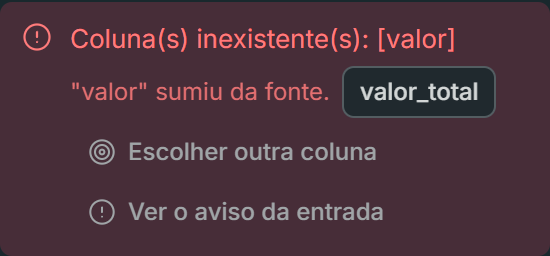 Coluna(s) inexistente(s): [valor]
"valor" sumiu da fonte. valor_total
Escolher outra coluna
Ver o aviso da entrada